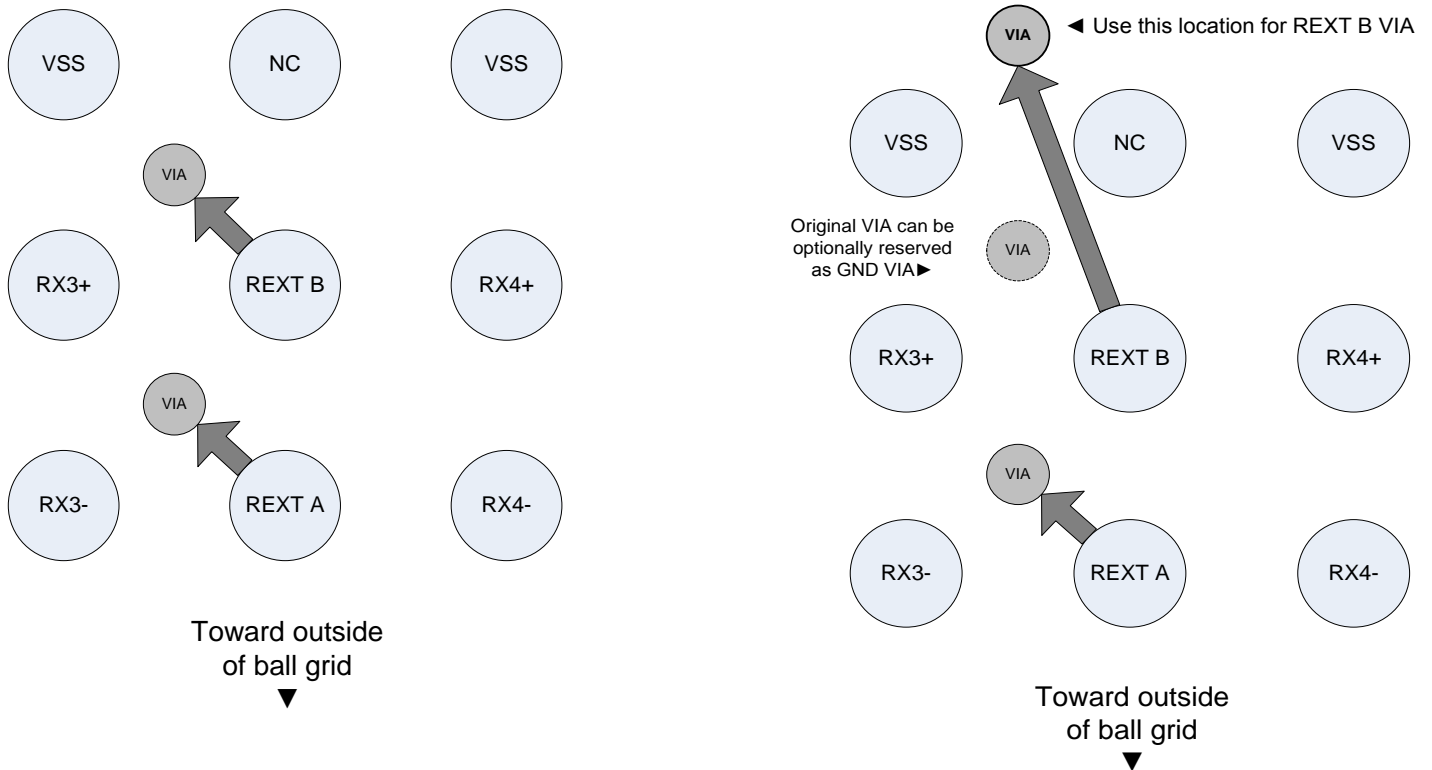 VSS
NC
VSS
VIA
RX3+
REXT B
RX4+
VIA
RX3-
REXT A
RX4-
Toward outside
of ball grid
▼
VIA
◄ Use this location for REXT B VIA
VSS
NC
VSS
Original VIA can be
optionally reserved
as GND VIA►
VIA
RX3+
REXT B
RX4+
VIA
RX3-
REXT A
RX4-
Toward outside
of ball grid
▼